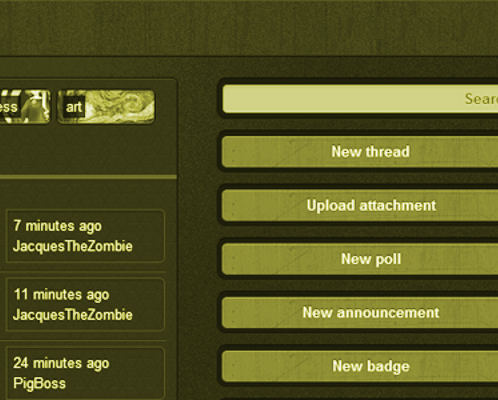 ess art
7 minutes ago
JacquesTheZombie
11 minutes ago
JacquesTheZombie
24 minutes ago
PigBoss
Sear
New thread
Upload attachment
New poll
New announcement
New badge